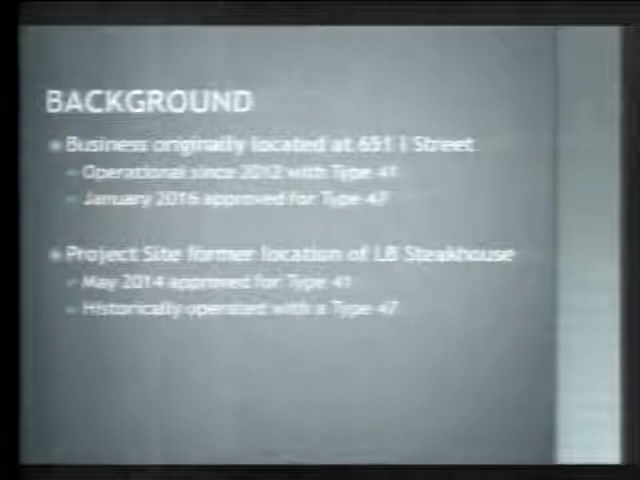 BACKGROUND
Business originally located at 651 I Street
Operational since 2012 with Type 41
January 2016 approved for Type 47
Project Site former location of LB Steakhouse
May 2014 approved for Type 41
Historically operated with a Type 47